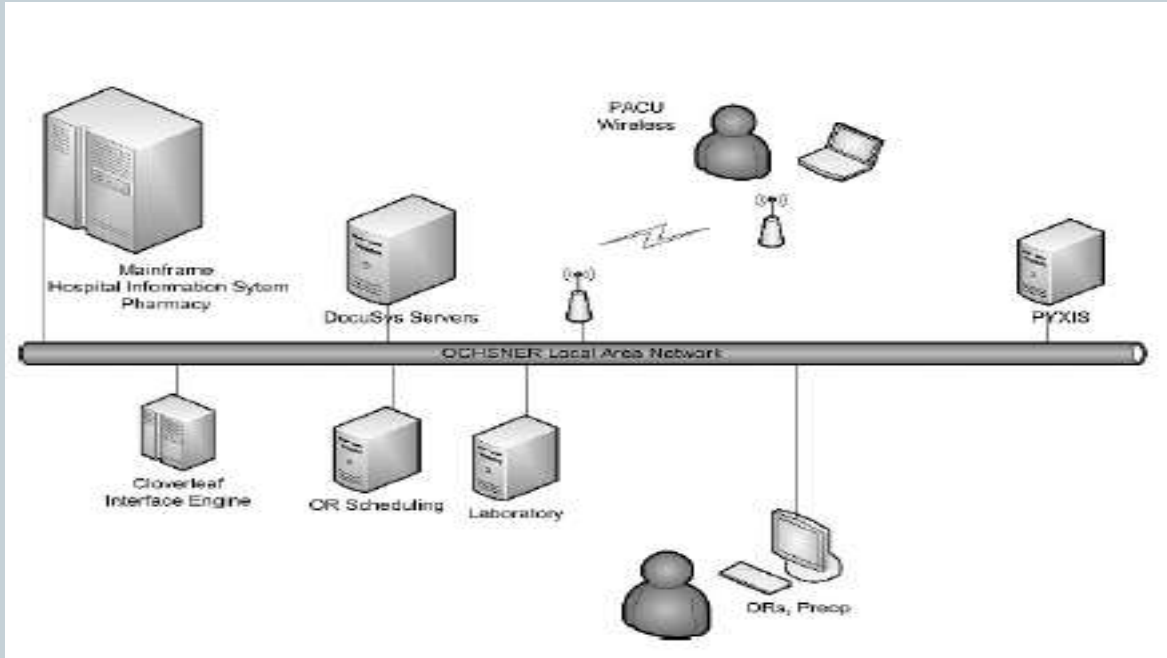 PACU
Wireless
Mainframe
Hospital Information Sytem
Pharmacy
DocuSys Servers
PYXIS
OCHSNER Local Area Network
Cloverleaf
Interface Engine
OR Scheduling
Laboratory
ORs, Preop